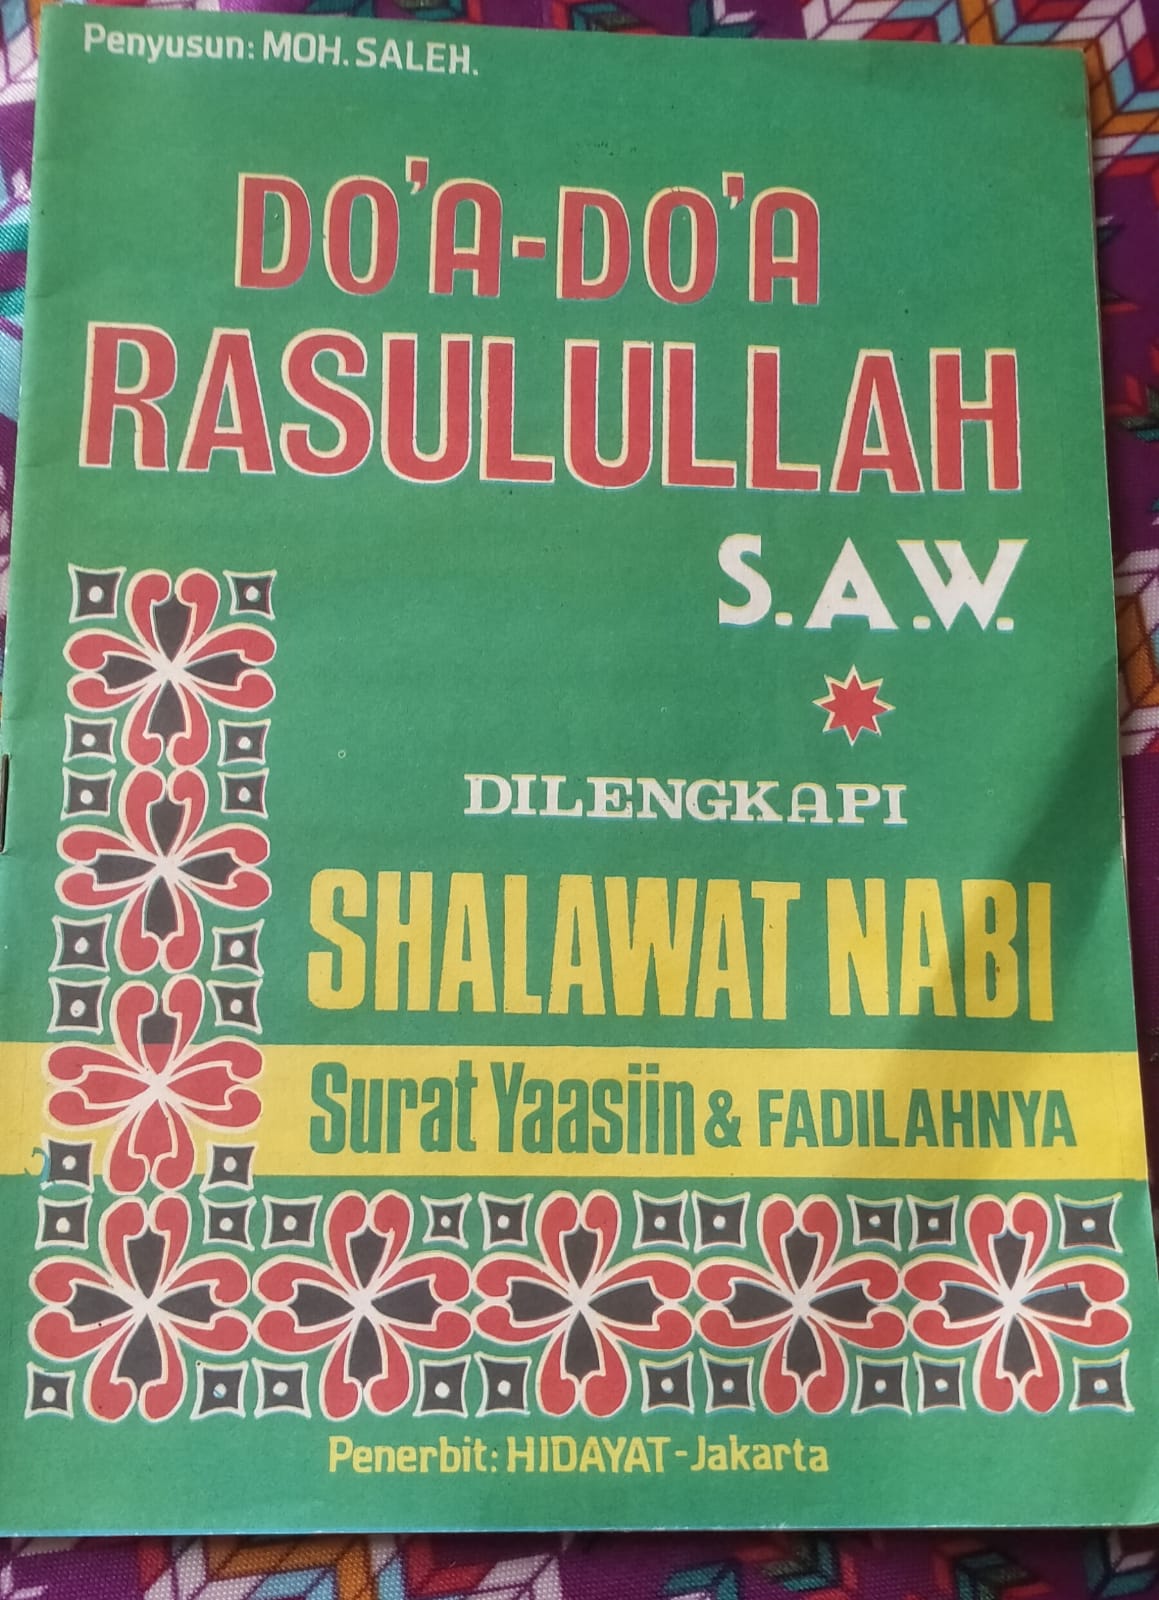 Penyusun: MOH. SALEH.
DO'A-DO'A
RASULULLAH
S.A.W.
DILENGKAPI
SHALAWAT NABI
Surat Yaasiin & FADILAHNYA
Penerbit: HIDAYAT-Jakarta